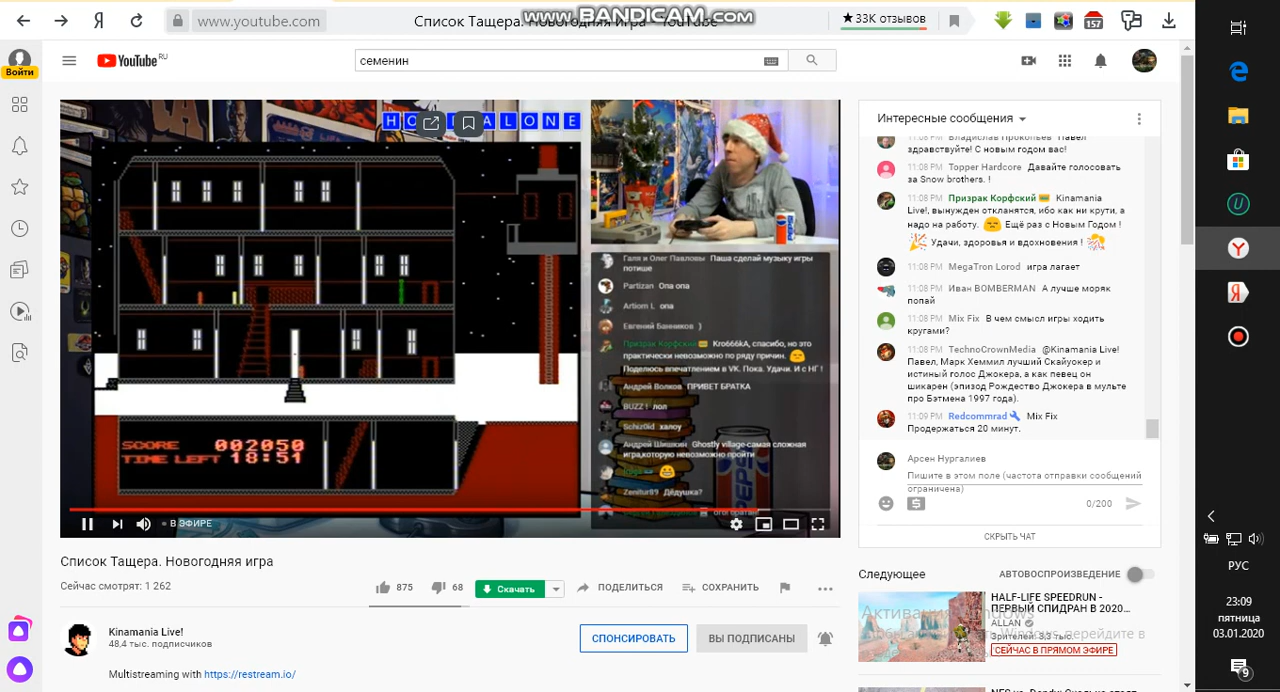 www.youtube.com
Список Тащера. Новогодняя игра - YouTube
WWW.BANDICAM.COM
★ 33K отзывов
157
Войти
YouTube RU
семенин
HO ALONE
SCORE 002050
TIME LEFT 18:51
Галя и Олег Павловы Паша сделай музыку игры
потише
Partizan Опа опа
Artiom L опа
Евгений Банников )
Призрак Корфский Kro666kA, спасибо, но это
практически невозможно по ряду причин.
Поделюсь впечатлением в VK. Пока. Удачи. И с НГ !
Андрей Волков ПРИВЕТ БРАТКА
BUZZ ! лол
Schiz0id халоу
Андрей Шишкин Ghostly village-самая сложная
игра,которую невозможно пройти
Zenitur89 Дедушка?
pepsi
PEPSI
В ЭФИРЕ
Интересные сообщения
11:08 PM Владислав Прокопьев Павел
здравствуйте! С новым годом вас!
11:08 PM Topper Hardcore Давайте голосовать
за Snow brothers. !
11:08 PM Призрак Корфский Kinamania
Live!, вынужден откланятся, ибо как ни крути, а
надо на работу. Ещё раз с Новым Годом !
Удачи, здоровья и вдохновения !
11:08 PM MegaTron Lorod игра лагает
11:08 PM Иван BOMBERMAN А лучше моряк
попай
11:08 PM Mix Fix В чем смысл игры ходить
кругами?
11:08 PM TechnoCrownMedia @Kinamania Live!
Павел, Марк Хеммил лучший Скайуокер и
истиный голос Джокера, а как певец он
шикарен (эпизод Рождество Джокера в мульте
про Бэтмена 1997 года).
11:09 PM Redcommrad Mix Fix
Продержаться 20 минут.
Арсен Нургалиев
Пишите в этом поле (частота отправки сообщений
ограничена)
0/200
СКРЫТЬ ЧАТ
Список Тащера. Новогодняя игра
Сейчас смотрят: 1 262
875
68
Скачать
ПОДЕЛИТЬСЯ
СОХРАНИТЬ
Kinamania Live!
48,4 тыс. подписчиков
СПОНСИРОВАТЬ
ВЫ ПОДПИСАНЫ
Multistreaming with https://restream.io/
Следующее
АВТОВОСПРОИЗВЕДЕНИЕ
HALF-LIFE SPEEDRUN -
ПЕРВЫЙ СПИДРАН В 2020...
ALLAN
Зрителей: 3,3 тыс.
СЕЙЧАС В ПРЯМОМ ЭФИРЕ
Активация Windows
Windows, перейдите в
РУС
23:09
пятница
03.01.2020
9